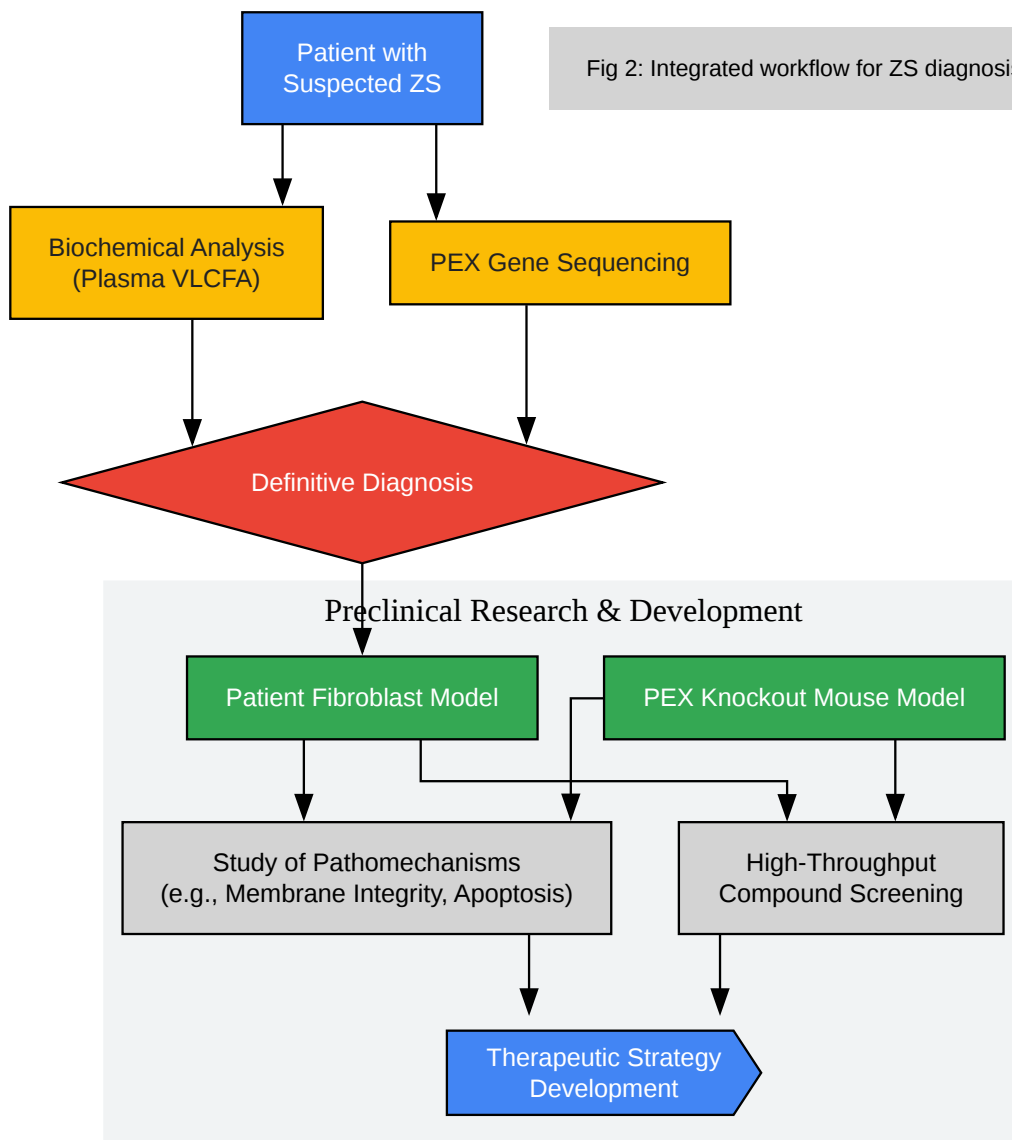 Patient with
Suspected ZS
Fig 2: Integrated workflow for ZS
Biochemical Analysis
(Plasma VLCFA)
PEX Gene Sequencing
Definitive Diagnosis
Preclinical Research & Development
Patient Fibroblast Model
PEX Knockout Mouse Model
Study of Pathomechanisms
(e.g., Membrane Integrity, Apoptosis)
High-Throughput
Compound Screening
Therapeutic Strategy
Development